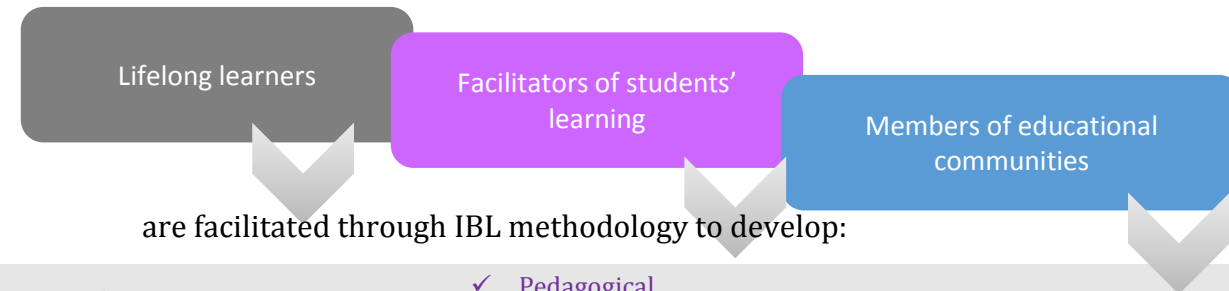 Lifelong learners
Facilitators of students’
learning
Members of educational
communities
are facilitated through IBL methodology to develop:
✓ Pedagogical